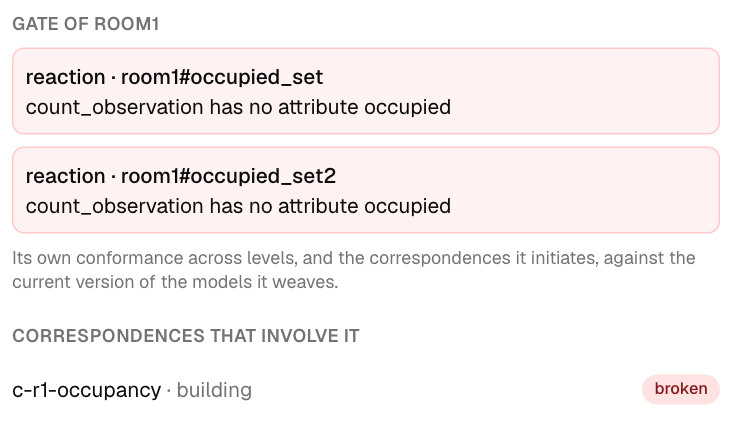 GATE OF ROOM1
reaction · room1#occupied_set
count_observation has no attribute occupied
reaction · room1#occupied_set2
count_observation has no attribute occupied
Its own conformance across levels, and the correspondences it initiates, against the
current version of the models it weaves.
CORRESPONDENCES THAT INVOLVE IT
c-r1-occupancy · building broken